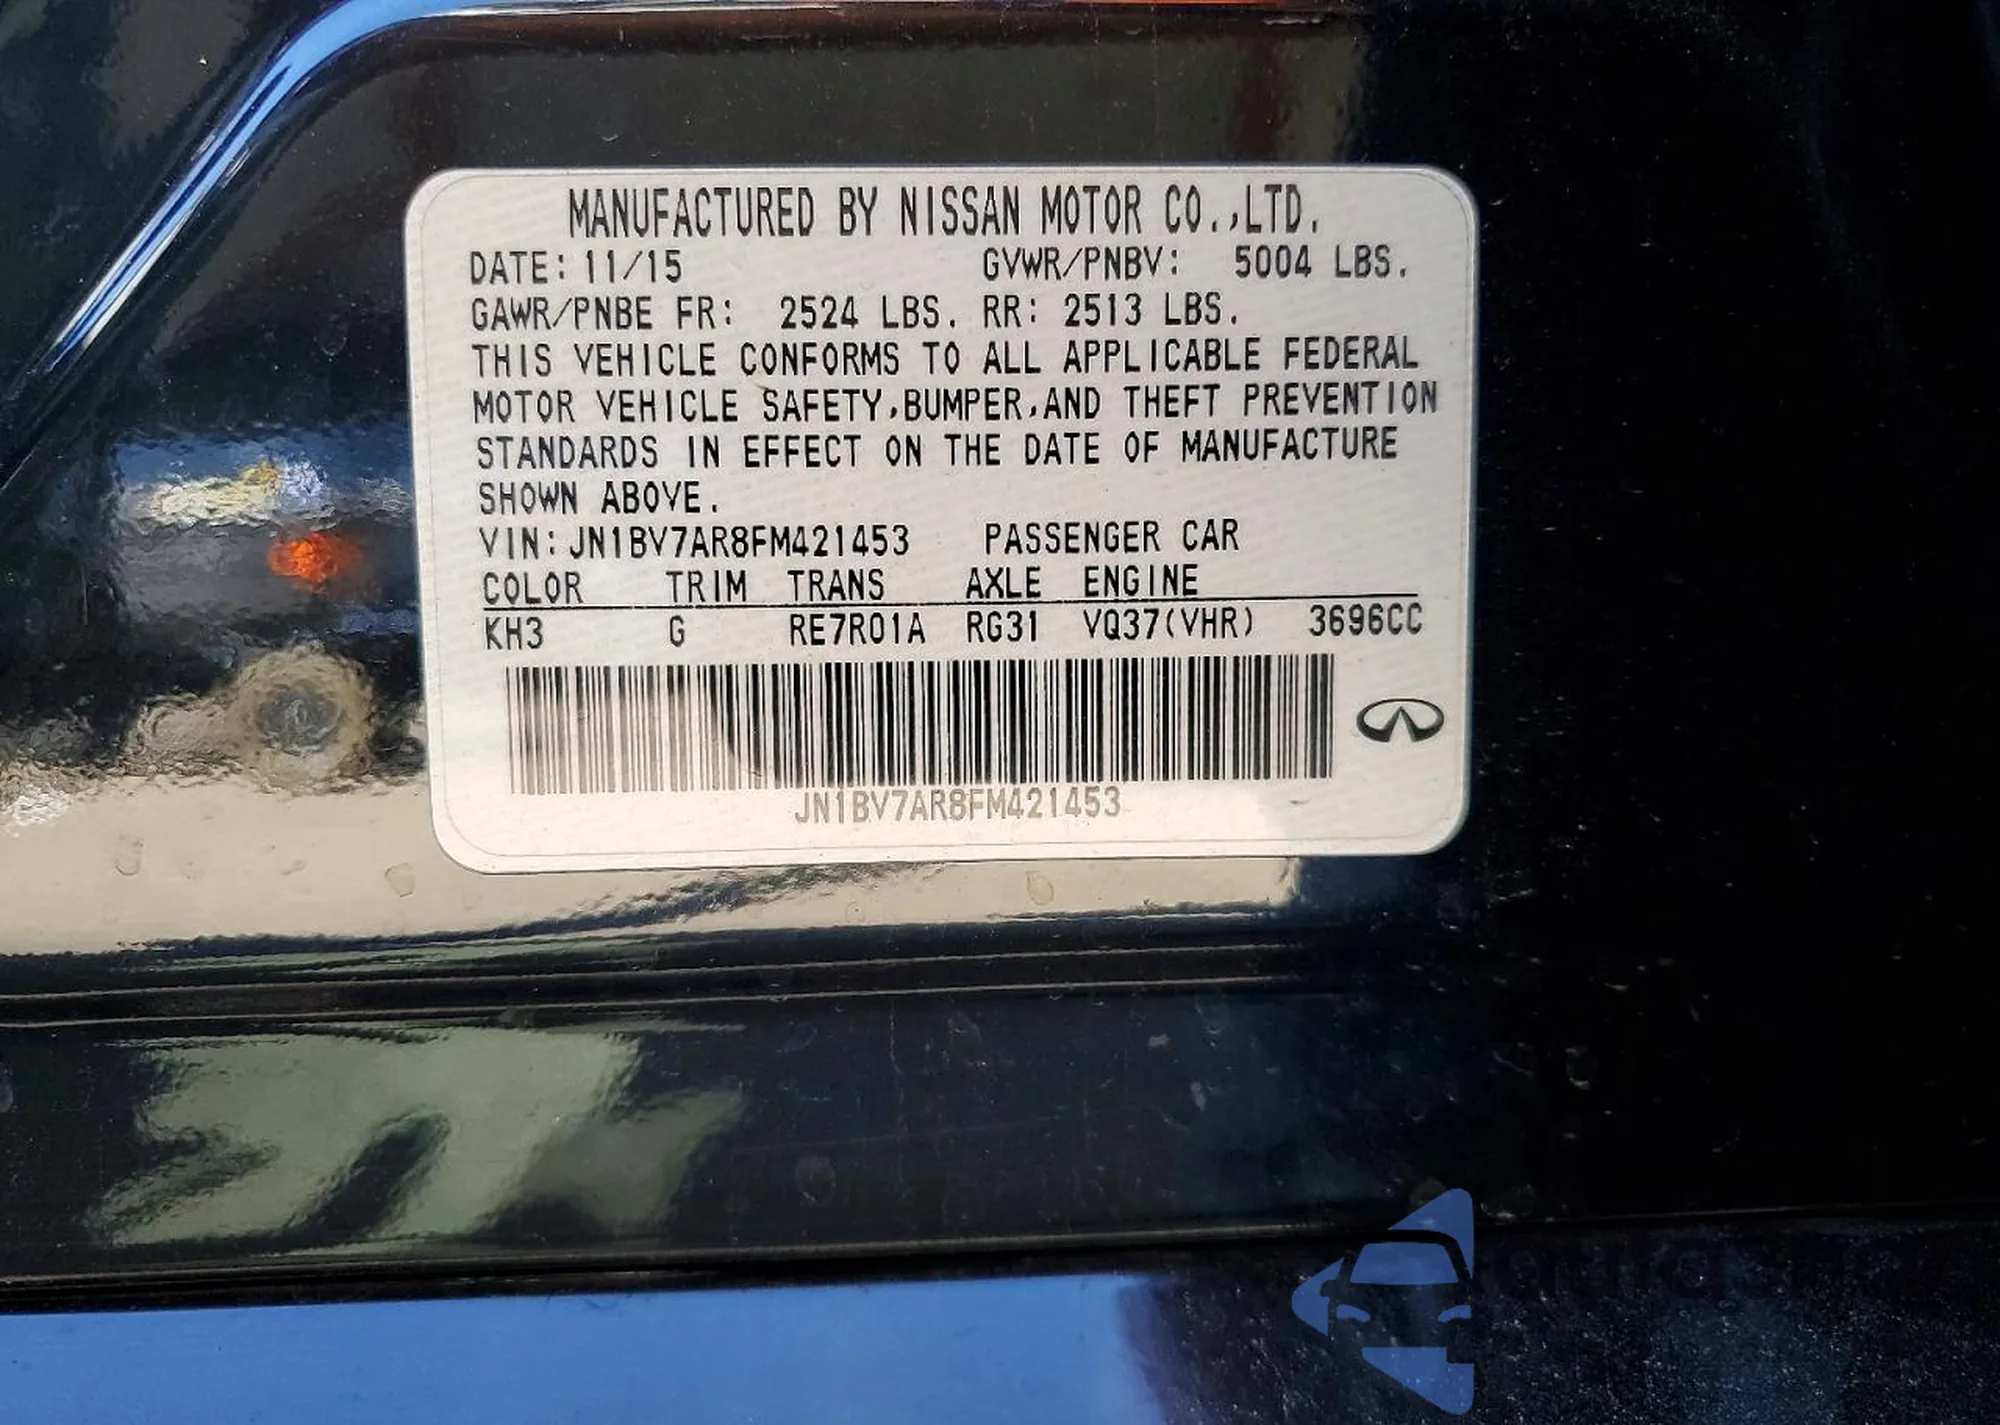 MANUFACTURED BY NISSAN MOTOR CO.,LTD.
DATE: 11/15 GVWR/PNBV: 5004 LBS.
GAWR/PNBE FR: 2524 LBS. RR: 2513 LBS.
THIS VEHICLE CONFORMS TO ALL APPLICABLE FEDERAL
MOTOR VEHICLE SAFETY,BUMPER,AND THEFT PREVENTION
STANDARDS IN EFFECT ON THE DATE OF MANUFACTURE
SHOWN ABOVE.
VIN:JN1BV7AR8FM421453 PASSENGER CAR
COLOR TRIM TRANS AXLE ENGINE
KH3 G RE7R01A RG31 VQ37(VHR) 3696CC
JN1BV7AR8FM421453